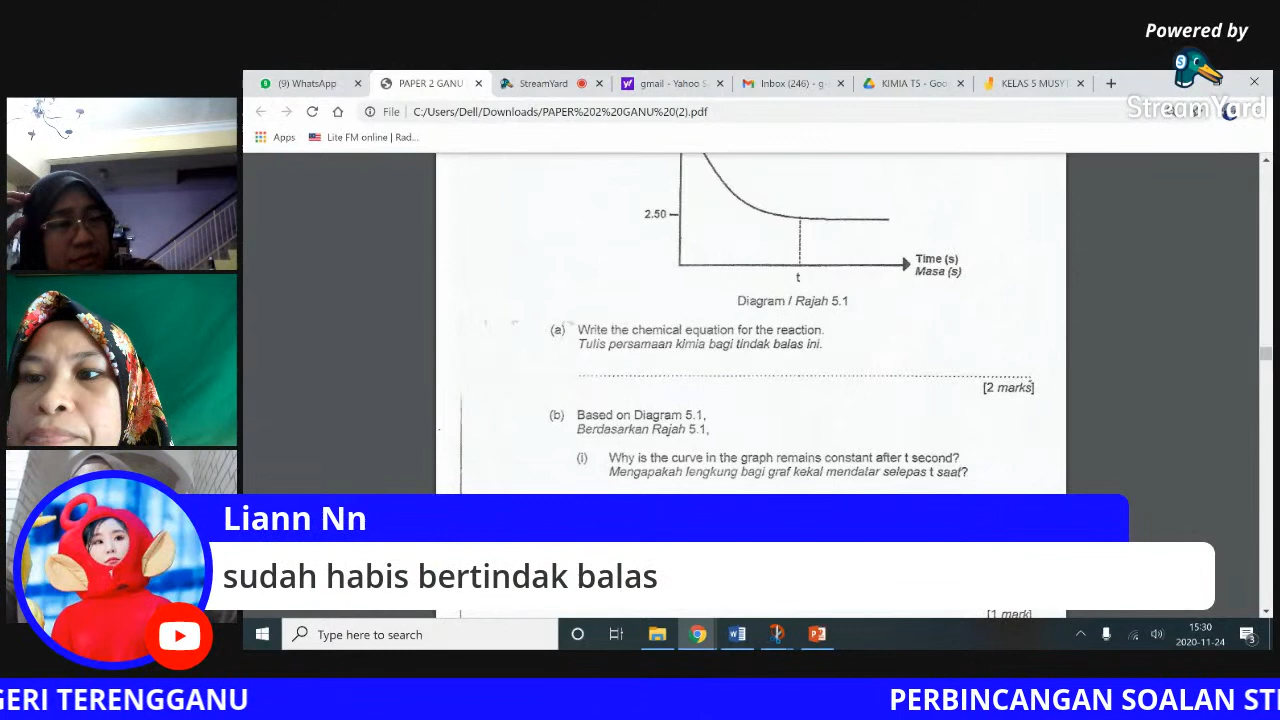 Powered by
StreamYard
(9) WhatsApp
PAPER 2 GANU
StreamYard
gmail - Yahoo S
Inbox (246) - g
KIMIA T5 - Goo
KELAS 5 MUSYT
File
C:/Users/Dell/Downloads/PAPER%202%20GANU%20(2).pdf
Apps
Lite FM online | Rad...
2.50
Time (s)
Masa (s)
t
Diagram / Rajah 5.1
(a) Write the chemical equation for the reaction.
Tulis persamaan kimia bagi tindak balas ini.
[2 marks]
(b) Based on Diagram 5.1,
Berdasarkan Rajah 5.1,
(i) Why is the curve in the graph remains constant after t second?
Mengapakah lengkung bagi graf kekal mendatar selepas t saat?
Liann Nn
sudah habis bertindak balas
[1 mark]
Type here to search
15:30
2020-11-24
3
GERI TERENGGANU
PERBINCANGAN SOALAN STE